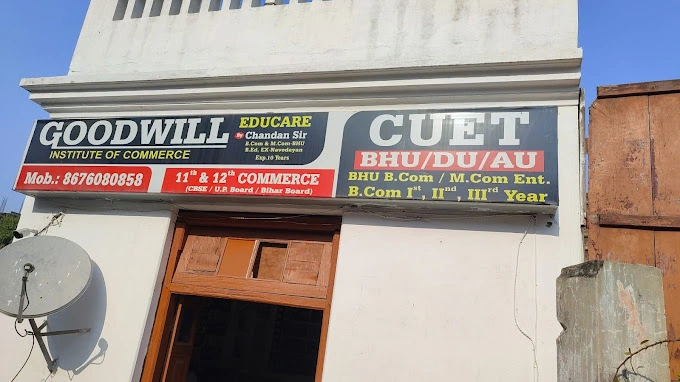 GOODWILL
INSTITUTE OF COMMERCE
EDUCARE
By Chandan Sir
B.Com & M.Com-BHU
B.Ed, EX-Navodayan
Exp.10 Years
Mob.: 8676080858
11th & 12th COMMERCE
(CBSE / U.P. Board / Bihar Board)
CUET
BHU/DU/AU
BHU B.Com / M.Com Ent.
B.Com Ist, IInd, IIIrd Year